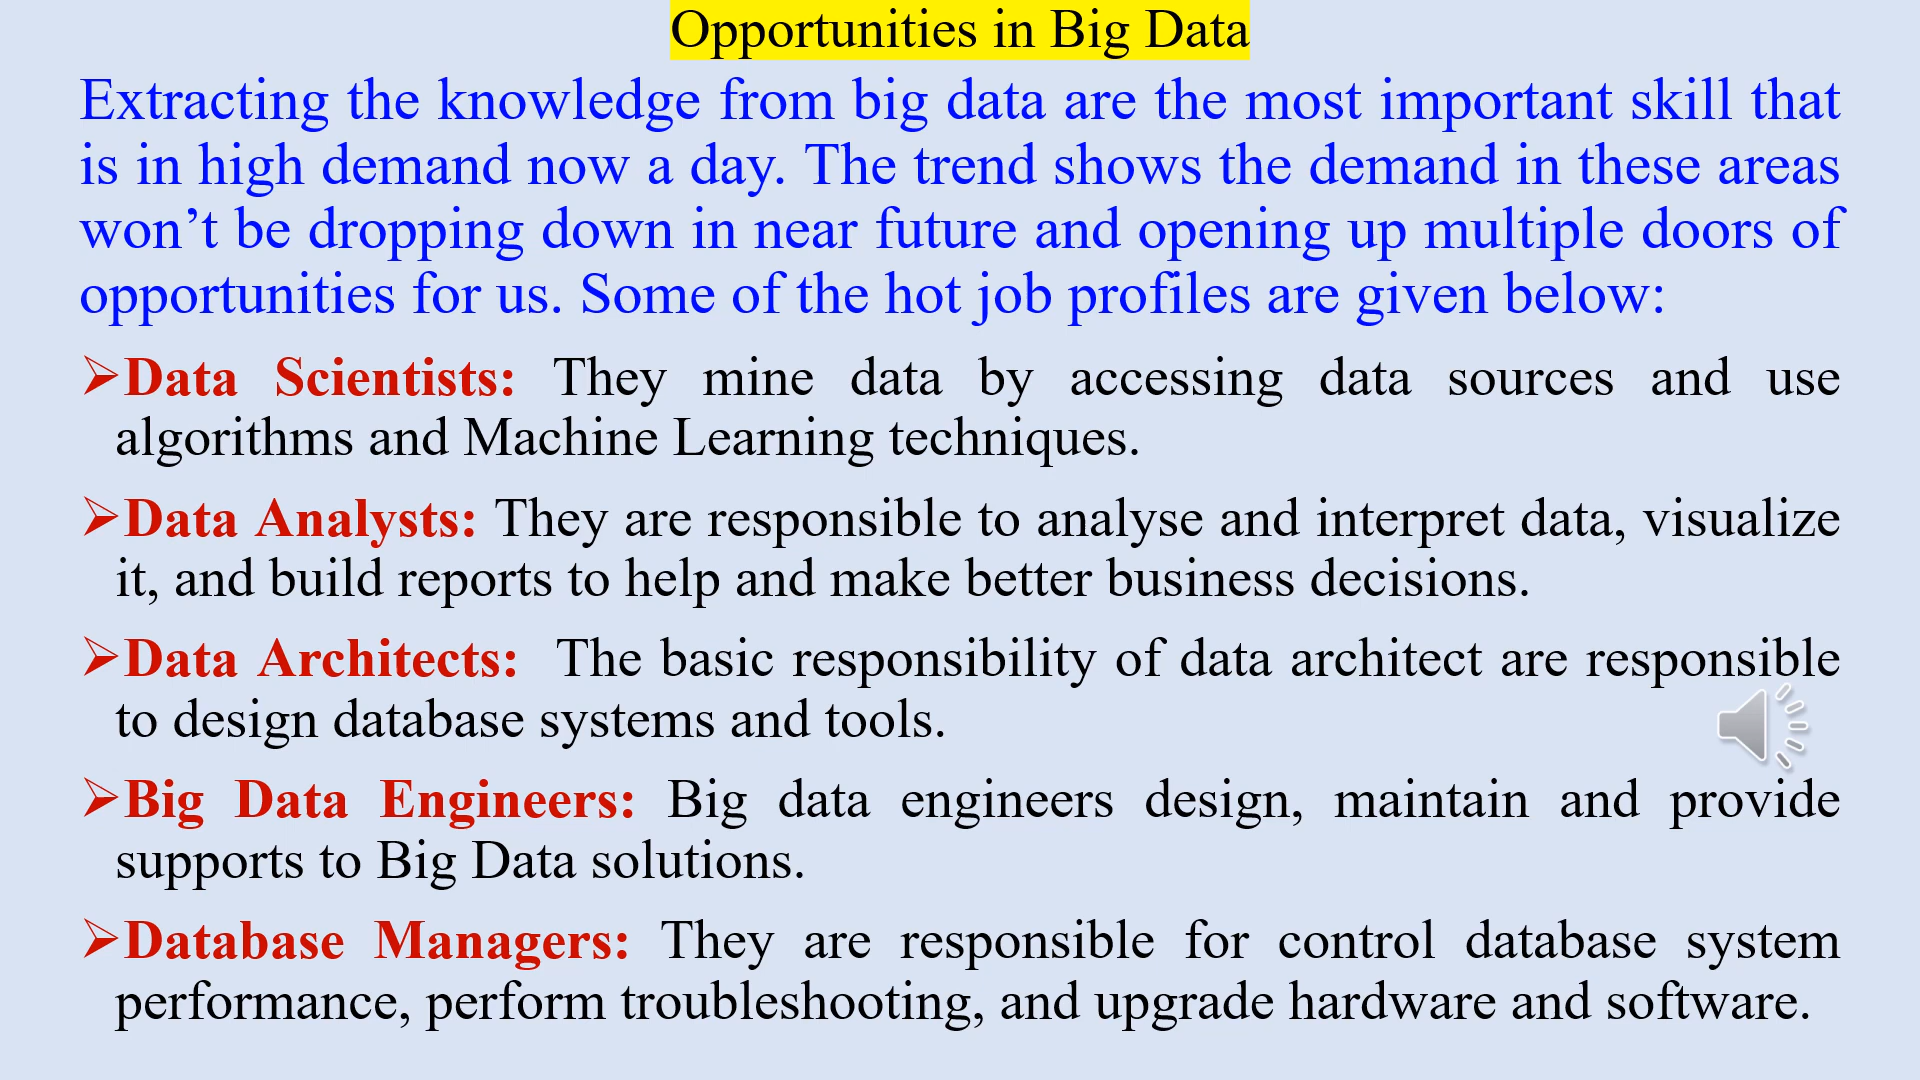 Opportunities in Big Data
Extracting the knowledge from big data are the most important skill that
is in high demand now a day. The trend shows the demand in these areas
won’t be dropping down in near future and opening up multiple doors of
opportunities for us. Some of the hot job profiles are given below:
➢Data Scientists: They mine data by accessing data sources and use
algorithms and Machine Learning techniques.
➢Data Analysts: They are responsible to analyse and interpret data, visualize
it, and build reports to help and make better business decisions.
➢Data Architects: The basic responsibility of data architect are responsible
to design database systems and tools.
➢Big Data Engineers: Big data engineers design, maintain and provide
supports to Big Data solutions.
➢Database Managers: They are responsible for control database system
performance, perform troubleshooting, and upgrade hardware and software.